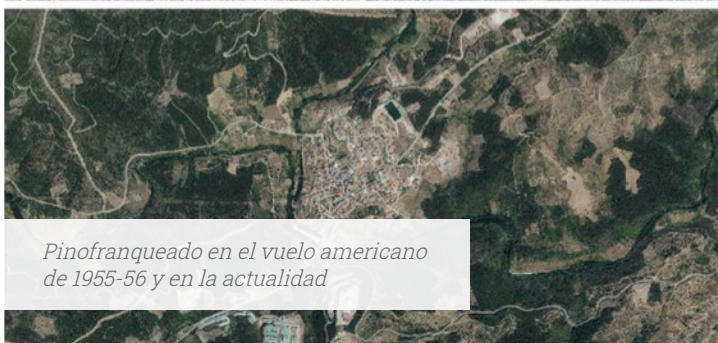 Pinofranqueado en el vuelo americano
de 1955-56 y en la actualidad